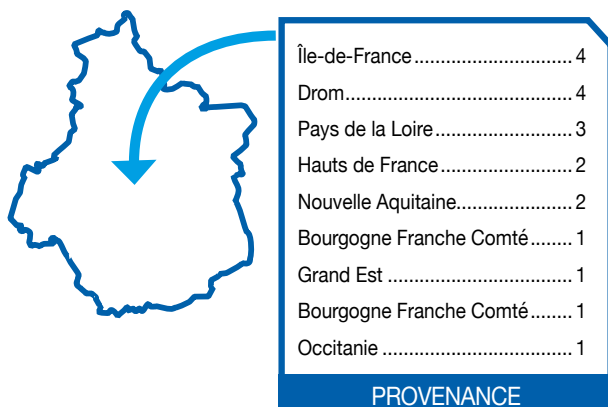 Île-de-France.............................. 4
Drom........................................... 4
Pays de la Loire......................... 3
Hauts de France........................ 2
Nouvelle Aquitaine..................... 2
Bourgogne Franche Comté....... 1
Grand Est ................................... 1
Bourgogne Franche Comté....... 1
Occitanie .................................... 1
PROVENANCE